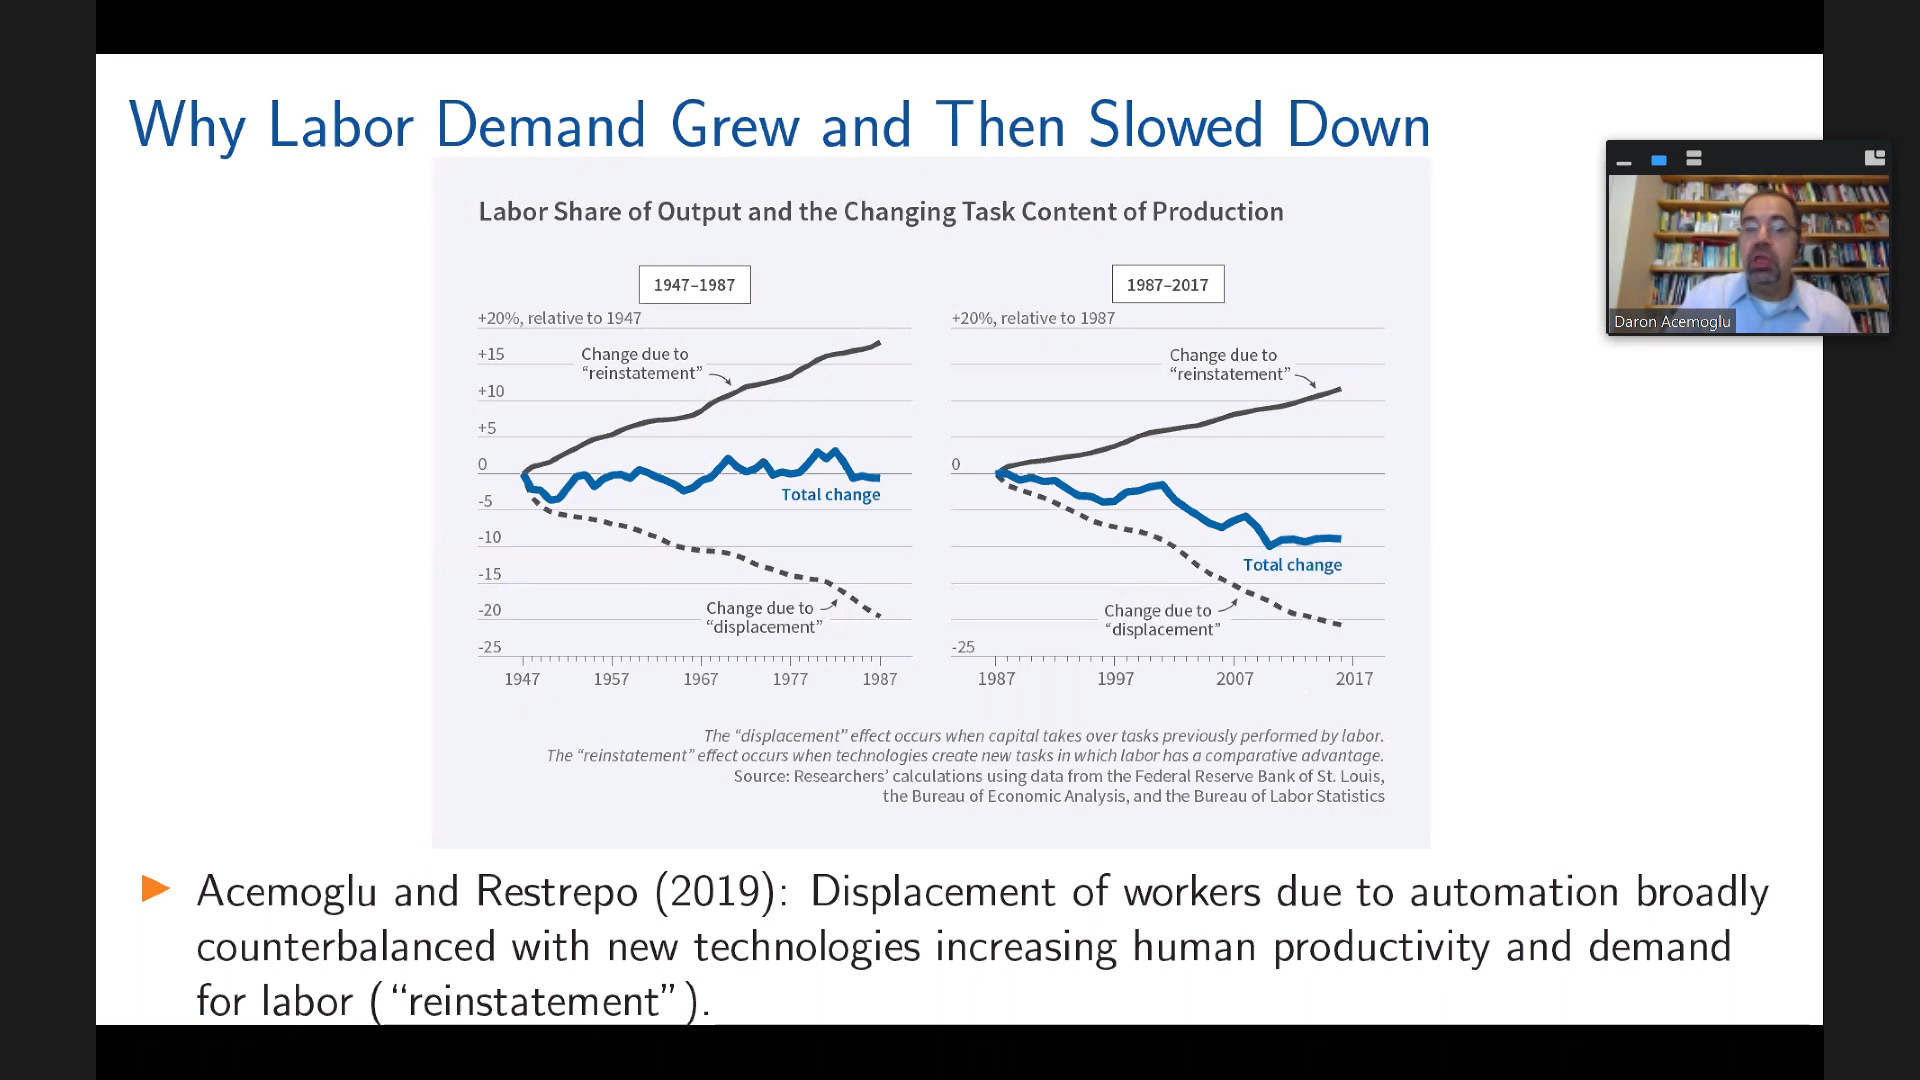 Why Labor Demand Grew and Then Slowed Down
Labor Share of Output and the Changing Task Content of Production
1947–1987
+20%, relative to 1947
+15
+10
+5
0
-5
-10
-15
-20
-25
Change due to
“reinstatement”
Total change
Change due to
“displacement”
1947 1957 1967 1977 1987
1987–2017
+20%, relative to 1987
0
-25
Change due to
“reinstatement”
Total change
Change due to
“displacement”
1987 1997 2007 2017
The “displacement” effect occurs when capital takes over tasks previously performed by labor.
The “reinstatement” effect occurs when technologies create new tasks in which labor has a comparative advantage.
Source: Researchers’ calculations using data from the Federal Reserve Bank of St. Louis,
the Bureau of Economic Analysis, and the Bureau of Labor Statistics
Acemoglu and Restrepo (2019): Displacement of workers due to automation broadly
counterbalanced with new technologies increasing human productivity and demand
for labor (“reinstatement”).
Daron Acemoglu